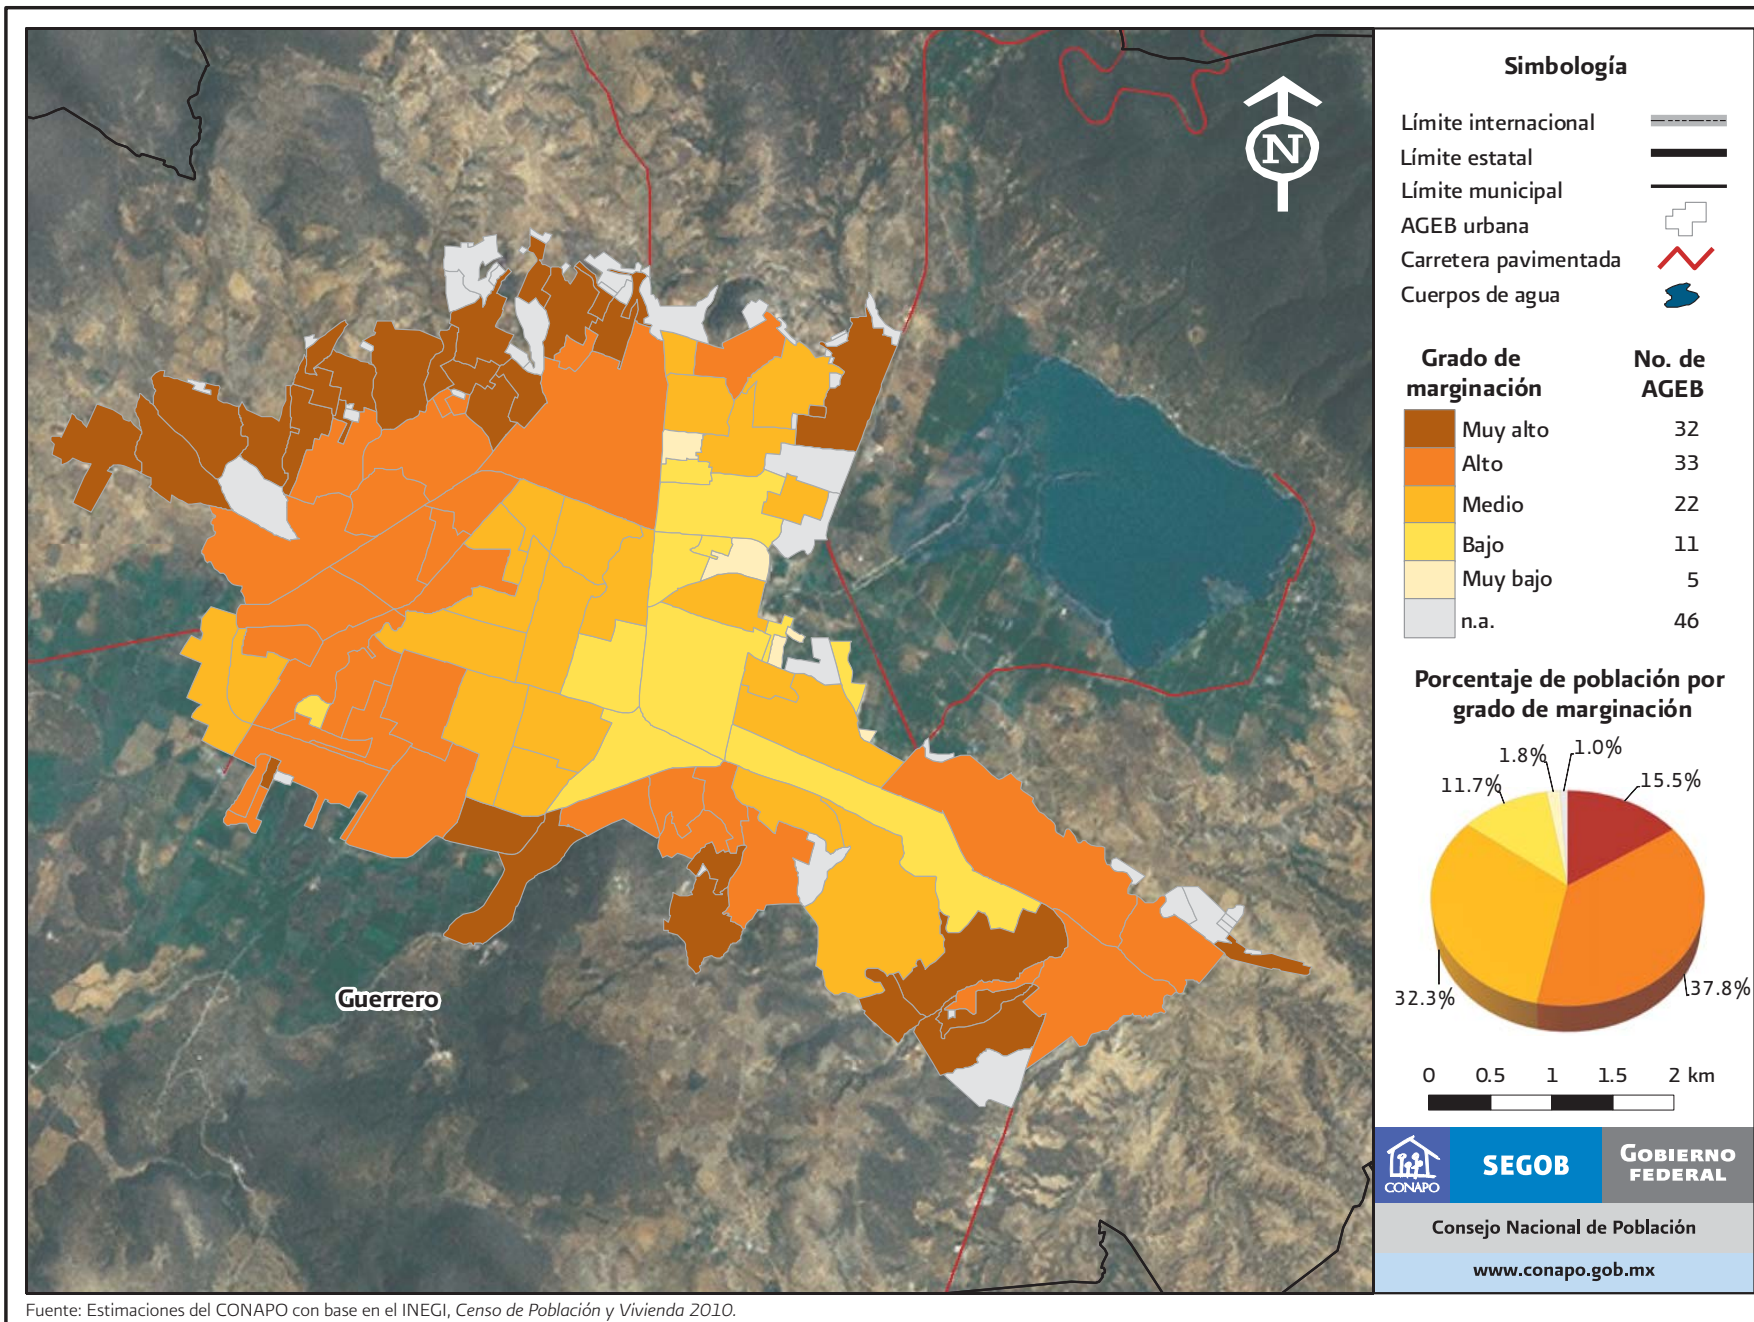 N
Guerrero
Simbología
Límite internacional
Límite estatal
Límite municipal
AGEB urbana
Carretera pavimentada
Cuerpos de agua
Grado de marginación
No. de AGEB
Muy alto 32
Alto 33
Medio 22
Bajo 11
Muy bajo 5
n.a. 46
Porcentaje de población por
grado de marginación
1.8% 1.0%
11.7% 15.5%
32.3% 37.8%
0 0.5 1 1.5 2 km
CONAPO
SEGOB
GOBIERNO
FEDERAL
Consejo Nacional de Población
www.conapo.gob.mx
Fuente: Estimaciones del CONAPO con base en el INEGI, Censo de Población y Vivienda 2010.